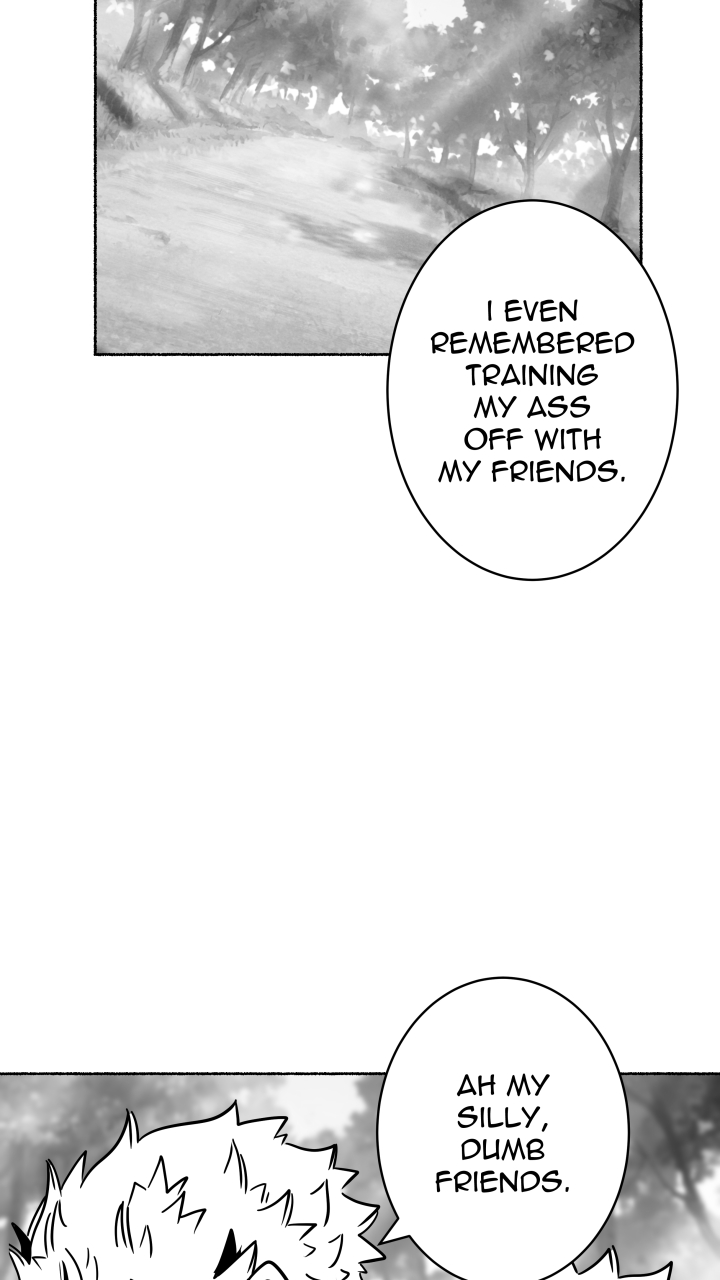 I EVEN
REMEMBERED
TRAINING
MY ASS
OFF WITH
MY FRIENDS.
AH MY
SILLY,
DUMB
FRIENDS.